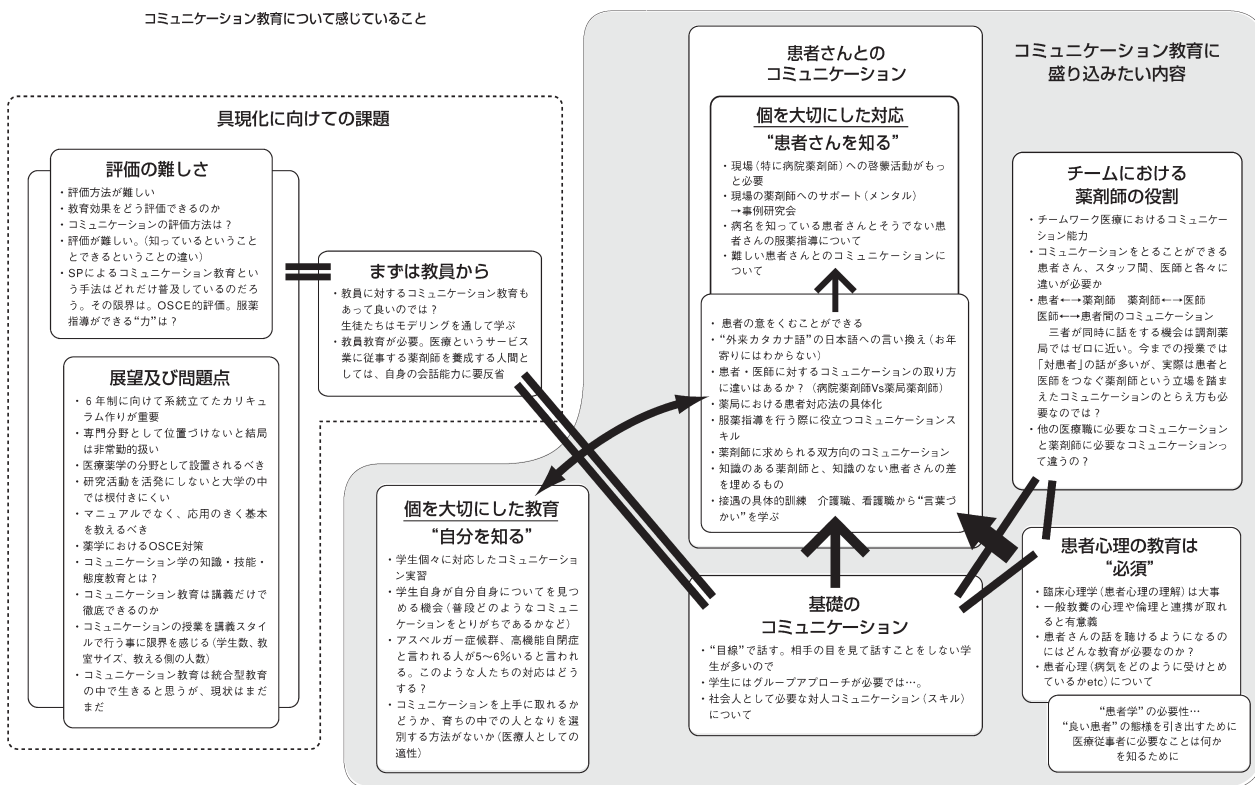 コミュニケーション教育について感じていること
具現化に向けての課題
評価の難しさ
・評価方法が難しい
・教育効果をどう評価できるのか
・コミュニケーションの評価方法は？
・評価が難しい。（知っているということ
とできるということの違い）
・SPによるコミュニケーション教育とい
う手法はどれだけ普及しているのだろ
う。その限界は。OSCE的評価。服薬
指導ができる“力”は？
まずは教員から
・教員に対するコミュニケーション教育も
あって良いのでは？
生徒たちはモデリングを通して学ぶ
・教員教育が必要。医療というサービス
業に従事する薬剤師を養成する人間と
しては、自身の会話能力に要反省
展望及び問題点
・６年制に向けて系統立てたカリキュ
ラム作りが重要
・専門分野として位置づけないと結局
は非常勤的扱い
・医療薬学の分野として設置されるべき
・研究活動を活発にしないと大学の中
では根付きにくい
・マニュアルでなく、応用のきく基本
を教えるべき
・薬学におけるOSCE対策
・コミュニケーション学の知識・技能・
態度教育とは？
・コミュニケーション教育は講義だけで
徹底できるのか
・コミュニケーションの授業を講義スタイ
ルで行う事に限界を感じる（学生数、教
室サイズ、教える側の人数）
・コミュニケーション教育は統合型教育
の中で生きると思うが、現状はまだ
まだ
コミュニケーション教育に
盛り込みたい内容
患者さんとの
コミュニケーション
個を大切にした対応
“患者さんを知る”
・現場（特に病院薬剤師）への啓蒙活動がもっ
と必要
・現場の薬剤師へのサポート（メンタル）
→事例研究会
・病名を知っている患者さんとそうでない患
者さんの服薬指導について
・難しい患者さんとのコミュニケーションに
ついて
・患者の意をくむことができる
・“外来カタカナ語”の日本語への言い換え（お年
寄りにはわからない）
・患者・医師に対するコミュニケーションの取り方
に違いはあるか？（病院薬剤師Vs薬局薬剤師）
・薬局における患者対応法の具体化
・服薬指導を行う際に役立つコミュニケーションス
キル
・薬剤師に求められる双方向のコミュニケーション
・知識のある薬剤師と、知識のない患者さんの差
を埋めるもの
・接遇の具体的訓練　介護職、看護職から“言葉づ
かい”を学ぶ
個を大切にした教育
“自分を知る”
・学生個々に対応したコミュニケーショ
ン実習
・学生自身が自分自身についてを見つ
める機会（普段どのようなコミュニ
ケーションをとりがちであるかなど）
・アスペルガー症候群、高機能自閉症
と言われる人が5～6％いると言われ
る。このような人たちの対応はどう
する？
・コミュニケーションを上手に取れるか
どうか、育ちの中での人となりを選
別する方法がないか（医療人としての
適性）
基礎の
コミュニケーション
・“目線”で話す。相手の目を見て話すことをしない学
生が多いので
・学生にはグループアプローチが必要では…。
・社会人として必要な対人コミュニケーション（スキル）
について
チームにおける
薬剤師の役割
・チームワーク医療におけるコミュニケー
ション能力
・コミュニケーションをとることができる
患者さん、スタッフ間、医師と各々に
違いが必要か
・患者←→薬剤師　薬剤師←→医師
医師←→患者間のコミュニケーション
三者が同時に話をする機会は調剤薬
局ではゼロに近い。今までの授業では
「対患者」の話が多いが、実際は患者と
医師をつなぐ薬剤師という立場を踏ま
えたコミュニケーションのとらえ方も必
要なのでは？
・他の医療職に必要なコミュニケーション
と薬剤師に必要なコミュニケーションっ
て違うの？
患者心理の教育は
“必須”
・臨床心理学（患者心理の理解）は大事
・一般教養の心理や倫理と連携が取れ
ると有意義
・患者さんの話を聴けるようになるの
にはどんな教育が必要なのか？
・患者心理（病気をどのように受けとめ
ているかetc）について
“患者学”の必要性…
“良い患者”の態様を引き出すために
医療従事者に必要なことは何か
を知るために